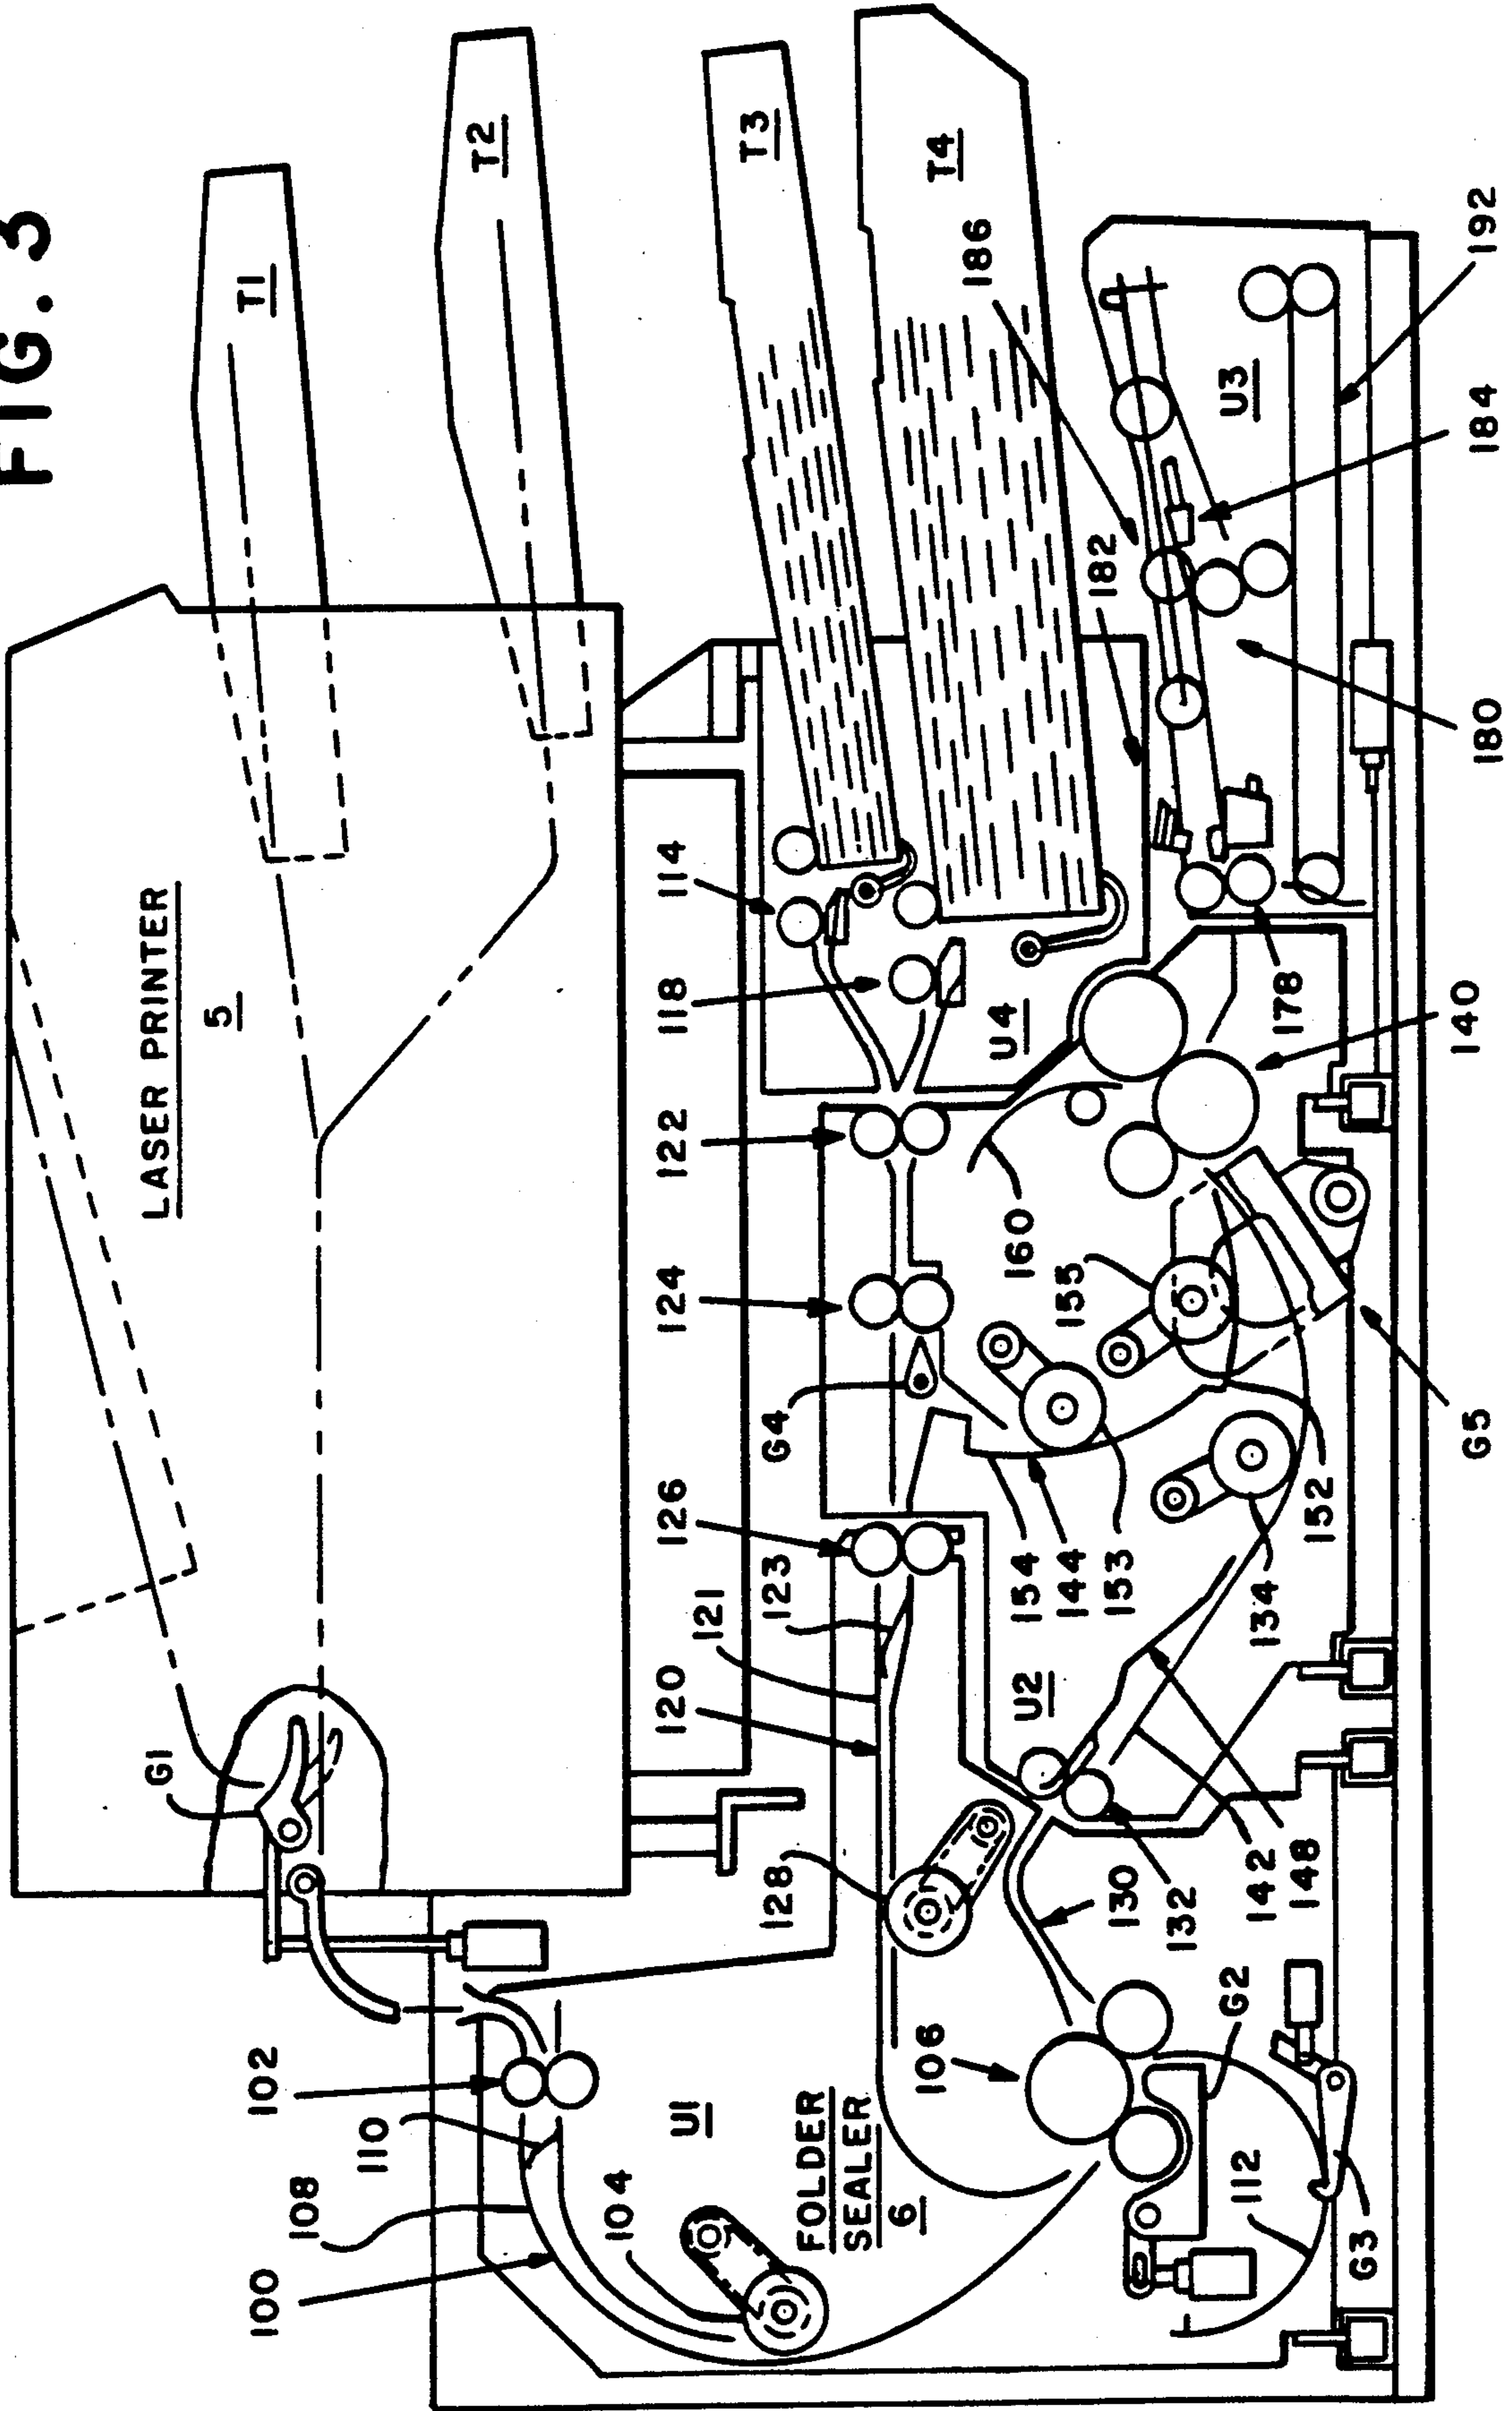 FIG. 3
T1
T2
T3
T4
LASER PRINTER
5
G1
102
110
108
100
104
U1
FOLDER
SEALER
6
106
G2
112
G3
128
130
132
142
148
120
121
123
126
U2
154
144
153
134
152
G4
124
122
118
114
160
155
G5
U4
140
178
180
182
184
186
192
U3